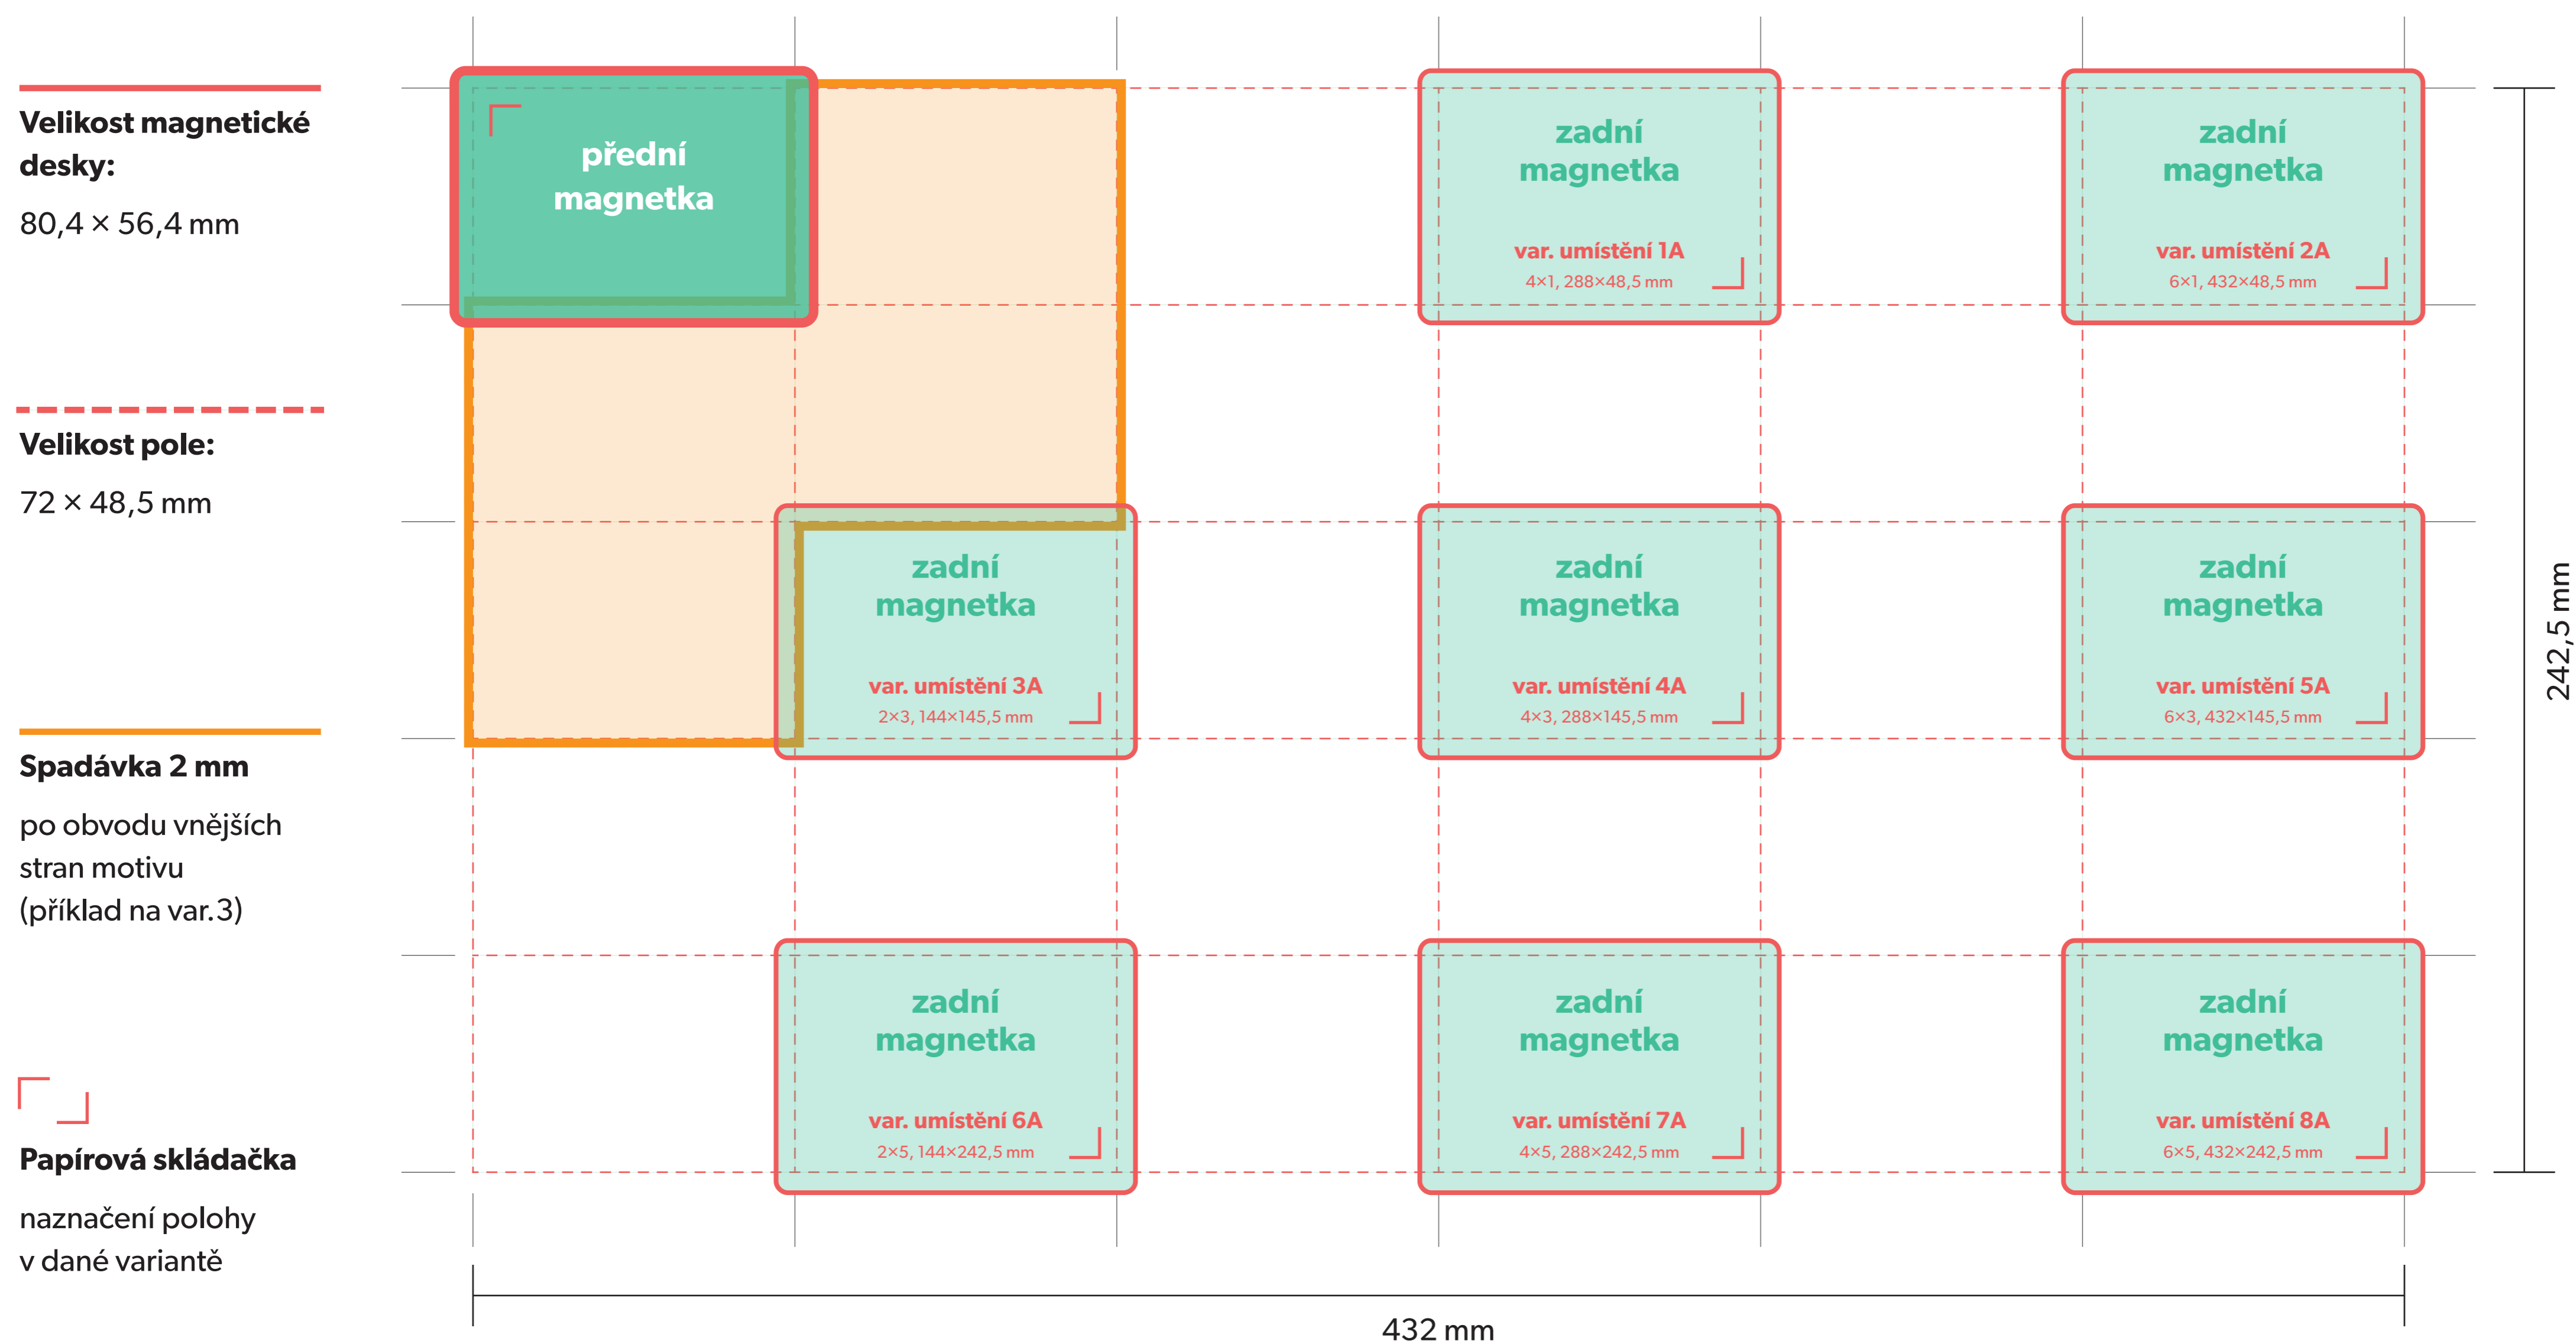 Velikost magnetické
desky:
80,4 × 56,4 mm
Velikost pole:
72 × 48,5 mm
Spadávka 2 mm
po obvodu vnějších
stran motivu
(příklad na var.3)
Papírová skládačka
naznačení polohy
v dané variantě
přední
magnetka
zadní
magnetka
var. umístění 1A
4×1, 288×48,5 mm
zadní
magnetka
var. umístění 2A
6×1, 432×48,5 mm
zadní
magnetka
var. umístění 3A
2×3, 144×145,5 mm
zadní
magnetka
var. umístění 4A
4×3, 288×145,5 mm
zadní
magnetka
var. umístění 5A
6×3, 432×145,5 mm
zadní
magnetka
var. umístění 6A
2×5, 144×242,5 mm
zadní
magnetka
var. umístění 7A
4×5, 288×242,5 mm
zadní
magnetka
var. umístění 8A
6×5, 432×242,5 mm
242,5 mm
432 mm